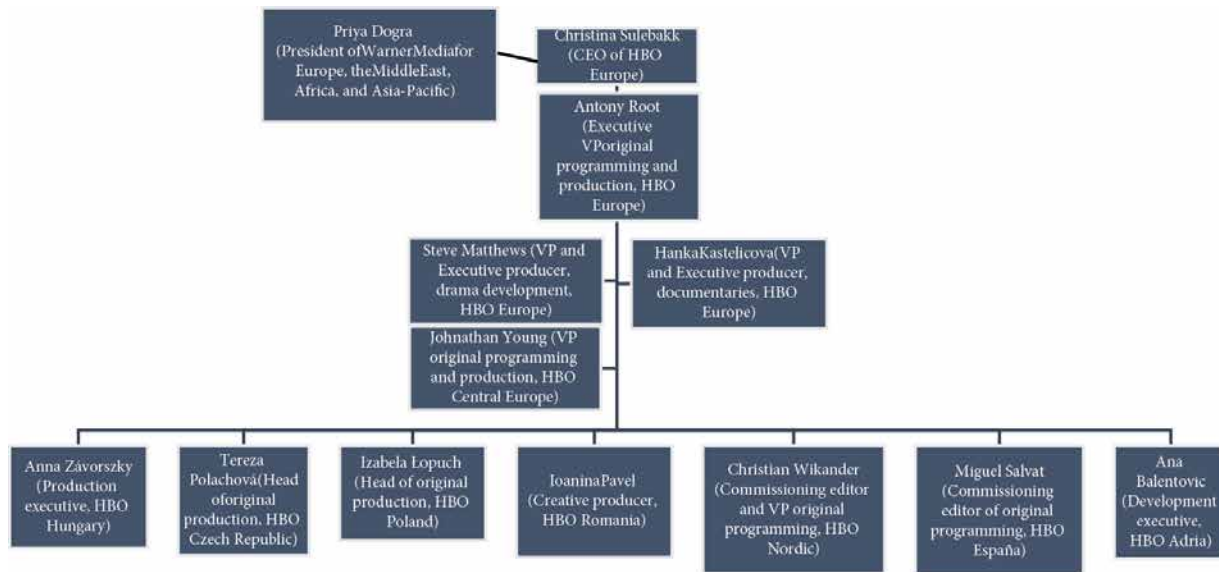 Priya Dogra
(President ofWarnerMediafor
Europe, theMiddleEast,
Africa, and Asia-Pacific)
Christina Sulebakk
(CEO of HBO
Europe)
Antony Root
(Executive
VPoriginal
programming and
production, HBO
Europe)
Steve Matthews (VP and
Executive producer,
drama development,
HBO Europe)
HankaKastelicova(VP
and Executive producer,
documentaries, HBO
Europe)
Johnathan Young (VP
original programming
and production, HBO
Central Europe)
Anna Závorszky
(Production
executive, HBO
Hungary)
Tereza
Polachová(Head
oforiginal
production, HBO
Czech Republic)
Izabela Łopuch
(Head of original
production, HBO
Poland)
IoaninaPavel
(Creative producer,
HBO Romania)
Christian Wikander
(Commissioning editor
and VP original
programming, HBO
Nordic)
Miguel Salvat
(Commissioning
editor of original
programming, HBO
España)
Ana
Balentovic
(Development
executive,
HBO Adria)